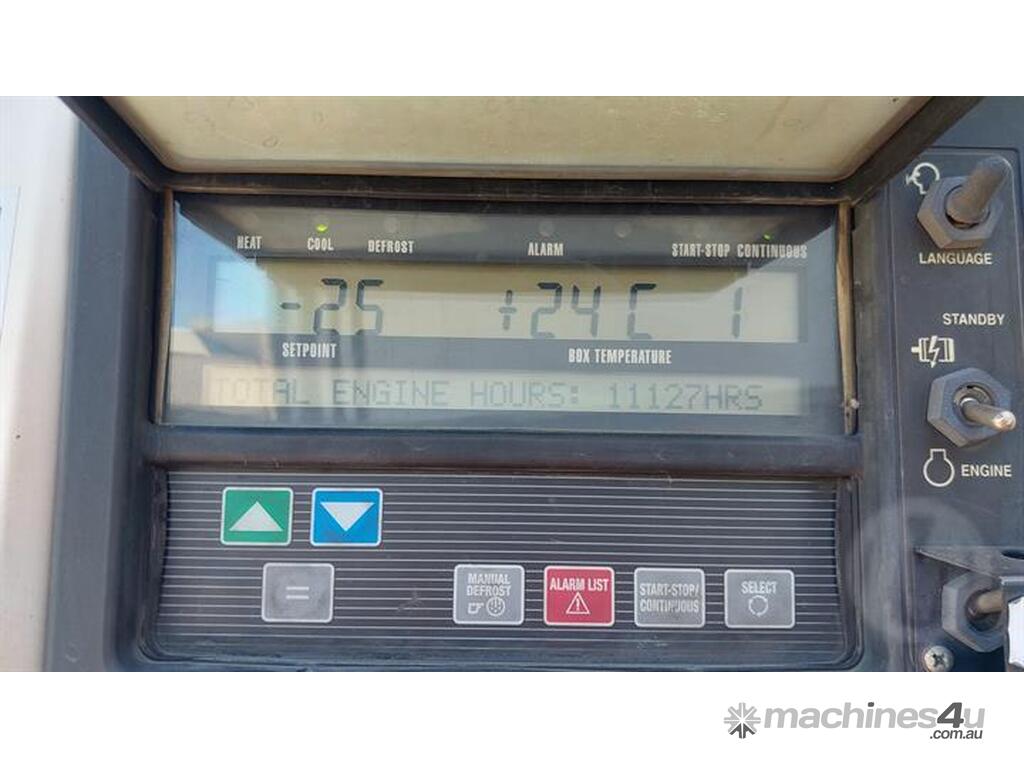 HEAT COOL DEFROST ALARM START-STOP CONTINUOUS
-25 +24C 1
SETPOINT BOX TEMPERATURE
TOTAL ENGINE HOURS: 11127HRS
LANGUAGE
STANDBY
ENGINE
=
MANUAL DEFROST
ALARM LIST
START-STOP/ CONTINUOUS
SELECT
machines4u
.com.au